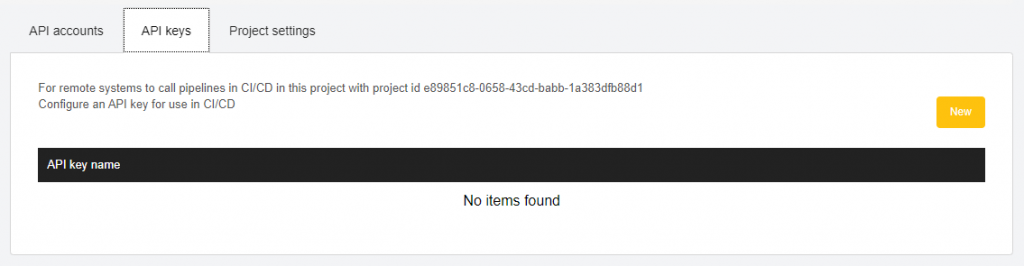 API accounts
API keys
Project settings
For remote systems to call pipelines in CI/CD in this project with project id e89851c8-0658-43cd-babb-1a383dfb88d1
Configure an API key for use in CI/CD
New
API key name
No items found